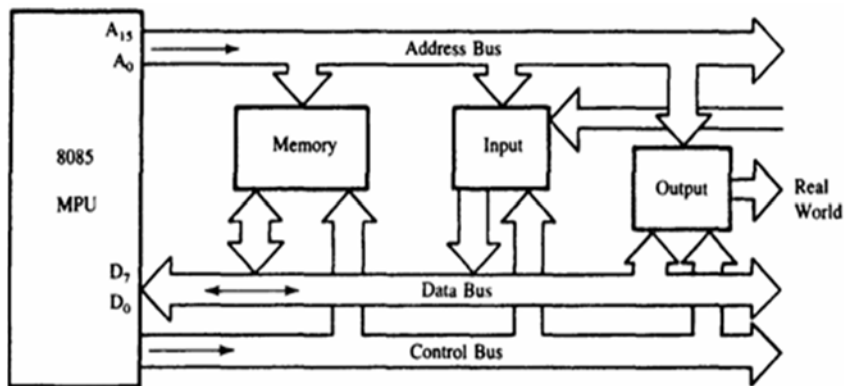 A15
Address Bus
A0
8085
MPU
Memory
Input
Output
Real
World
D7
D0
Data Bus
Control Bus